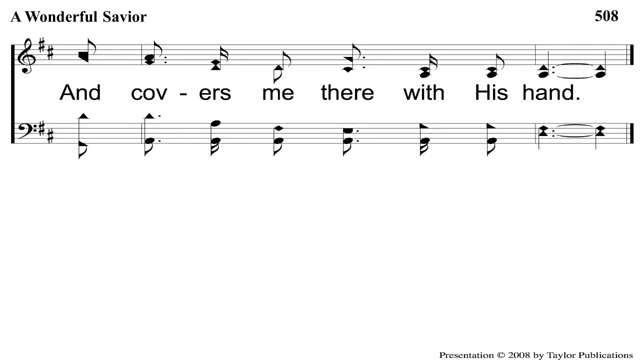 A Wonderful Savior 508
And cov - ers me there with His hand.
Presentation © 2008 by Taylor Publications